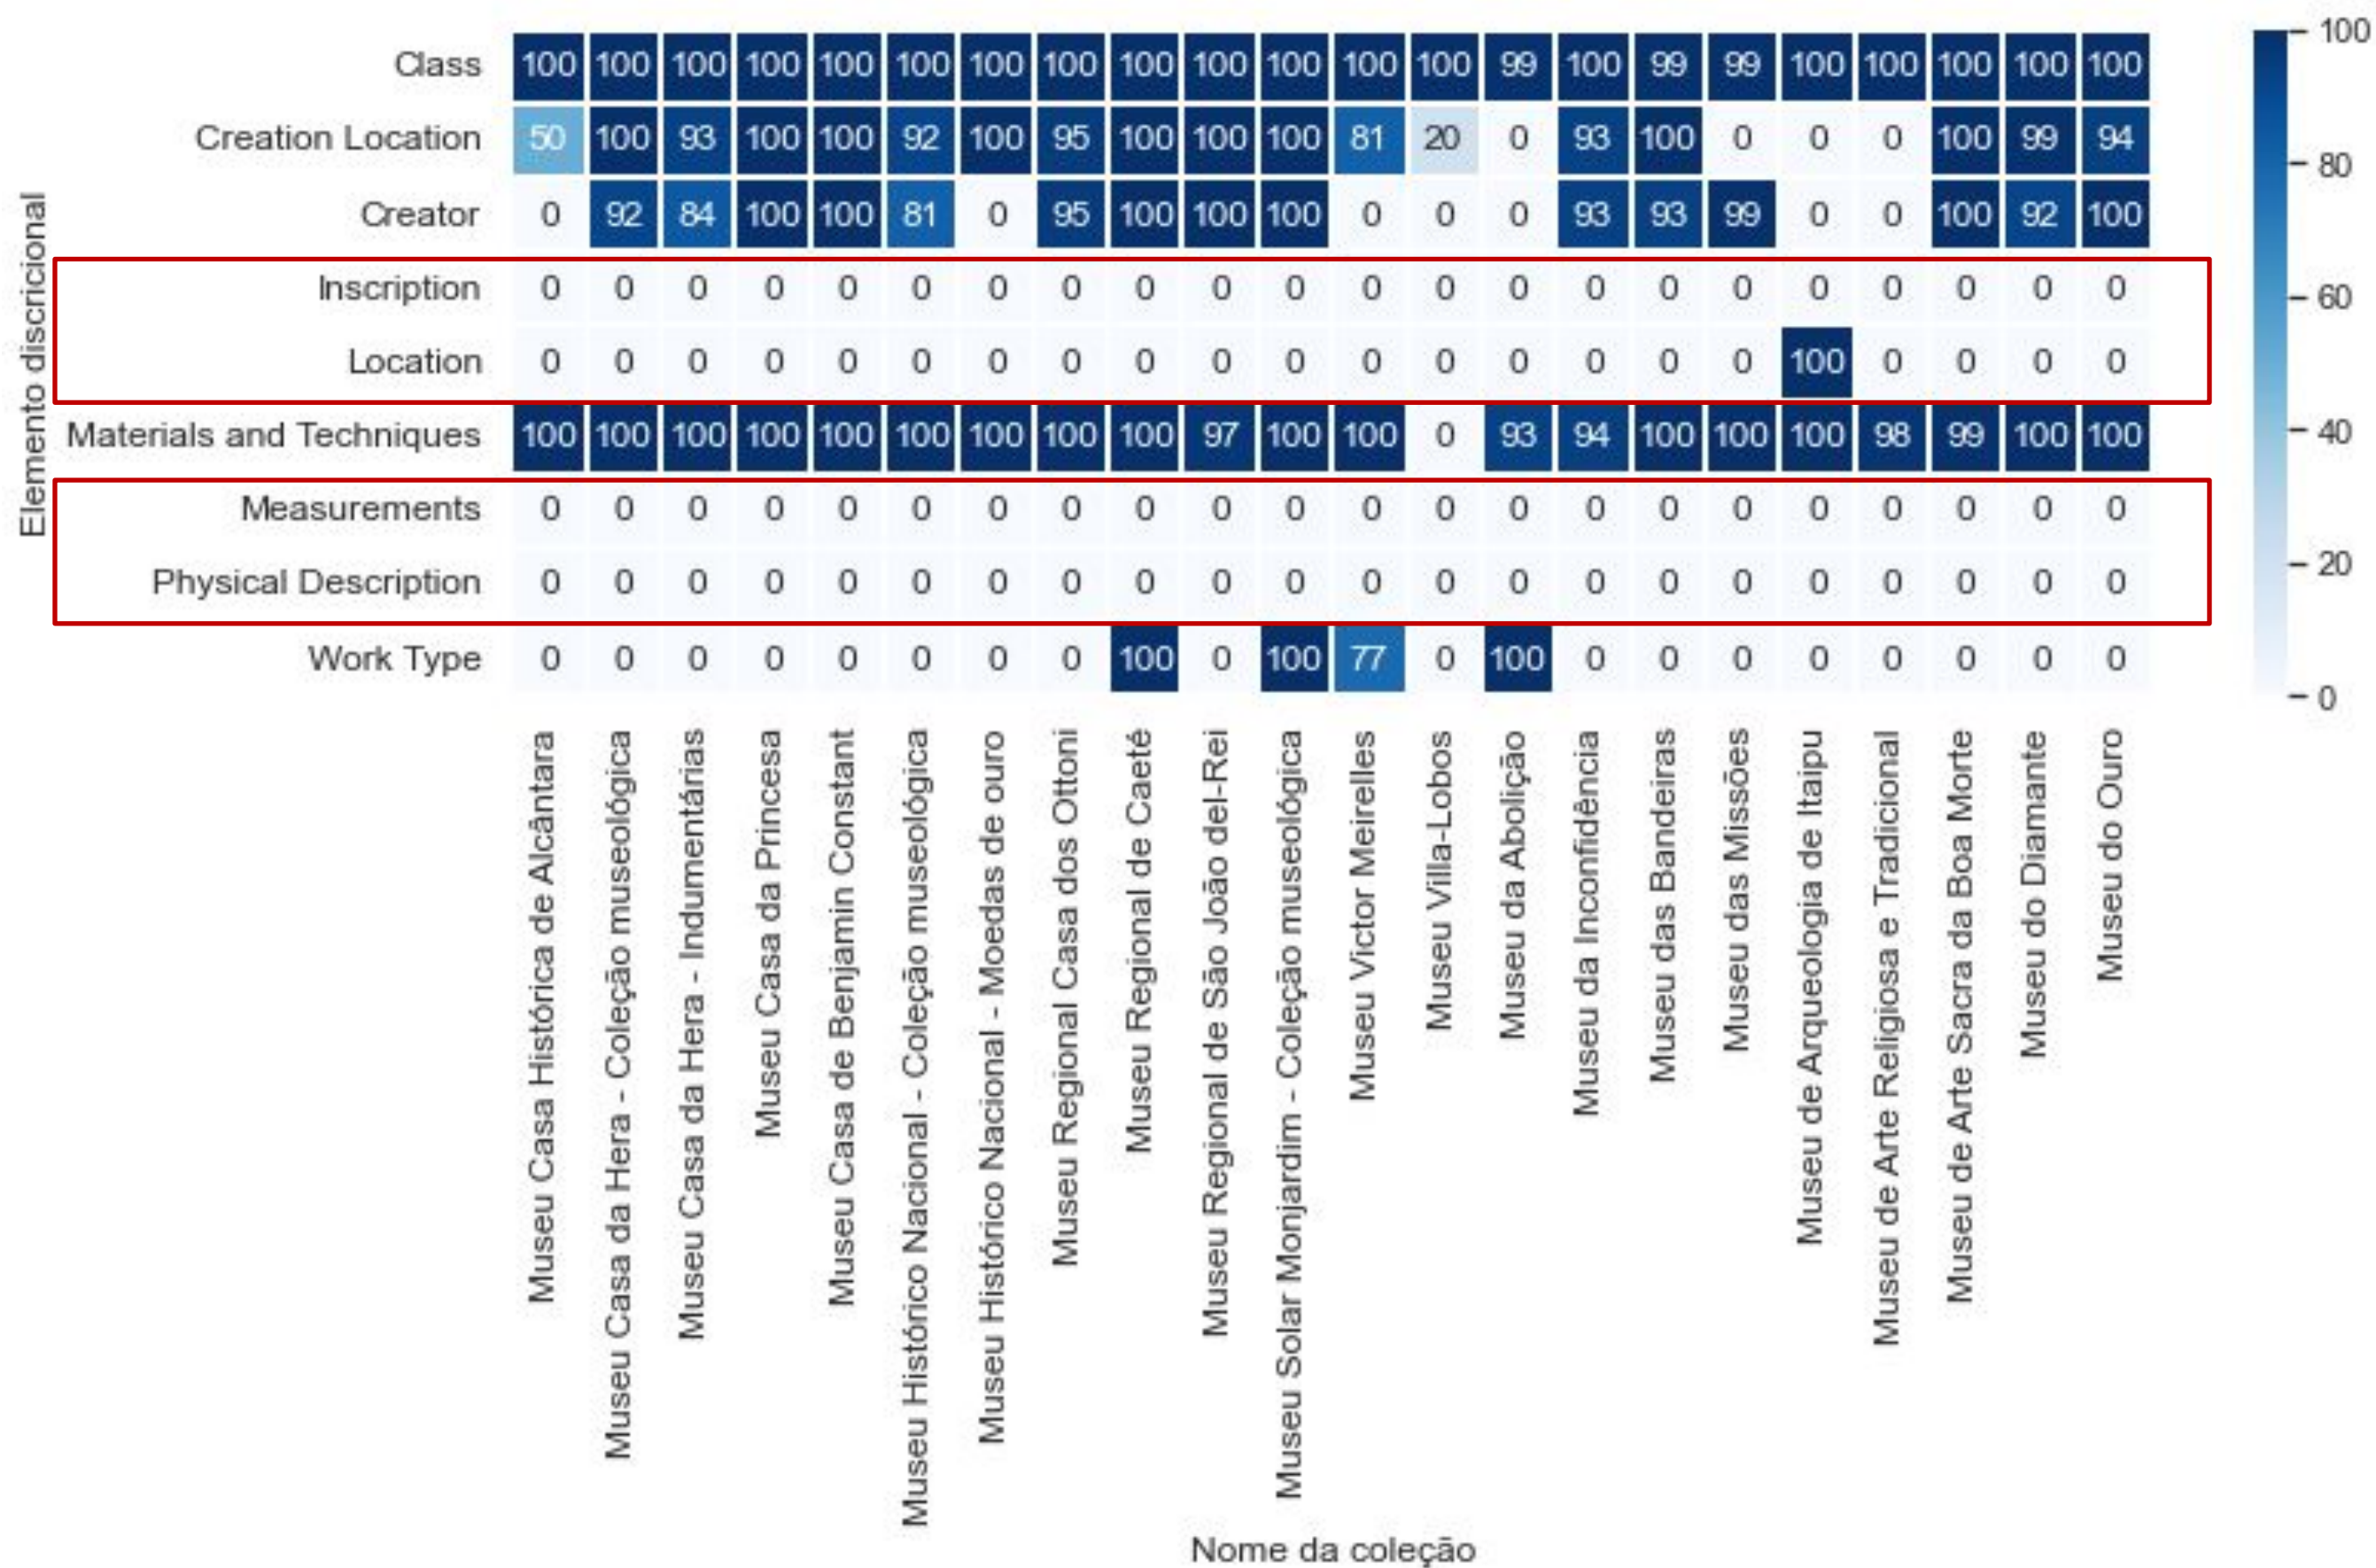 Class 100 100 100 100 100 100 100 100 100 100 100 100 100 99 100 99 99 100 100 100 100 100
Creation Location 50 100 93 100 100 92 100 95 100 100 100 81 20 0 93 100 0 0 0 100 99 94
Creator 0 92 84 100 100 81 0 95 100 100 100 0 0 0 93 93 99 0 0 100 92 100
Inscription 0 0 0 0 0 0 0 0 0 0 0 0 0 0 0 0 0 0 0 0 0 0
Location 0 0 0 0 0 0 0 0 0 0 0 0 0 0 0 0 0 100 0 0 0 0
Materials and Techniques 100 100 100 100 100 100 100 100 100 97 100 100 0 93 94 100 100 100 98 99 100 100
Measurements 0 0 0 0 0 0 0 0 0 0 0 0 0 0 0 0 0 0 0 0 0 0
Physical Description 0 0 0 0 0 0 0 0 0 0 0 0 0 0 0 0 0 0 0 0 0 0
Work Type 0 0 0 0 0 0 0 0 100 0 100 77 0 100 0 0 0 0 0 0 0 0
Elemento discricional
Museu Casa Histórica de Alcântara
Museu Casa da Hera - Coleção museológica
Museu Casa da Hera - Indumentárias
Museu Casa da Princesa
Museu Casa de Benjamin Constant
Museu Histórico Nacional - Coleção museológica
Museu Histórico Nacional - Moedas de ouro
Museu Regional Casa dos Ottoni
Museu Regional de Caeté
Museu Regional de São João del-Rei
Museu Solar Monjardim - Coleção museológica
Museu Victor Meirelles
Museu Villa-Lobos
Museu da Abolição
Museu da Inconfidência
Museu das Bandeiras
Museu das Missões
Museu de Arqueologia de Itaipu
Museu de Arte Religiosa e Tradicional
Museu de Arte Sacra da Boa Morte
Museu do Diamante
Museu do Ouro
Nome da coleção
100
80
60
40
20
0